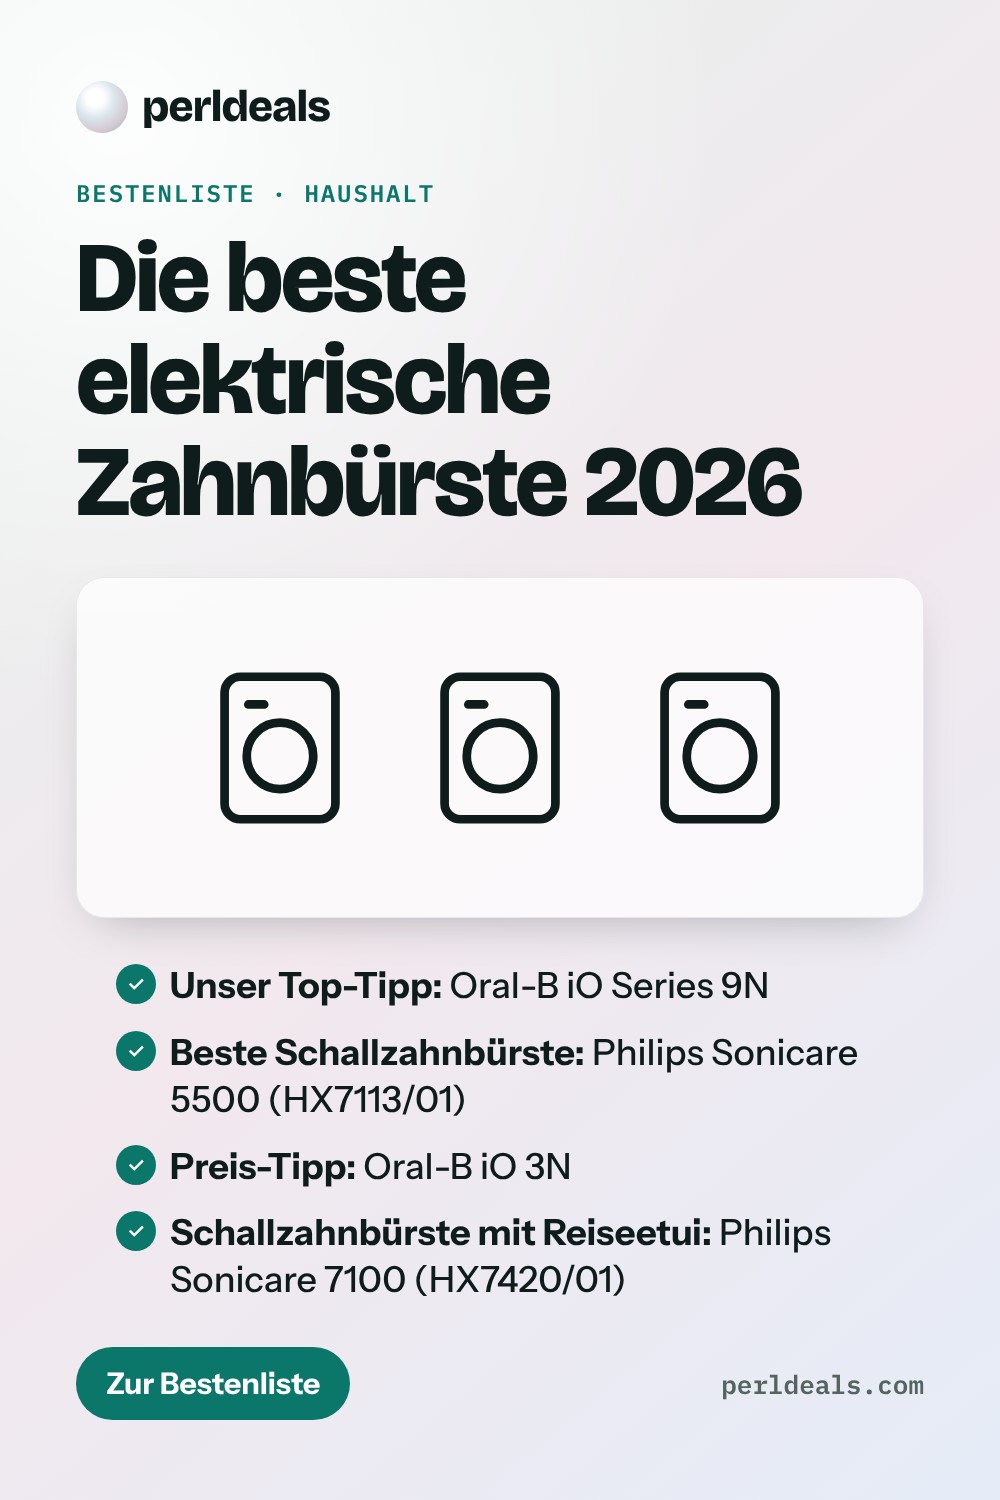 perldeals
BESTENLISTE · HAUSHALT
Die beste
elektrische
Zahnbürste 2026
Unser Top-Tipp: Oral-B iO Series 9N
Beste Schallzahnbürste: Philips Sonicare
5500 (HX7113/01)
Preis-Tipp: Oral-B iO 3N
Schallzahnbürste mit Reiseetui: Philips
Sonicare 7100 (HX7420/01)
Zur Bestenliste
perldeals.com